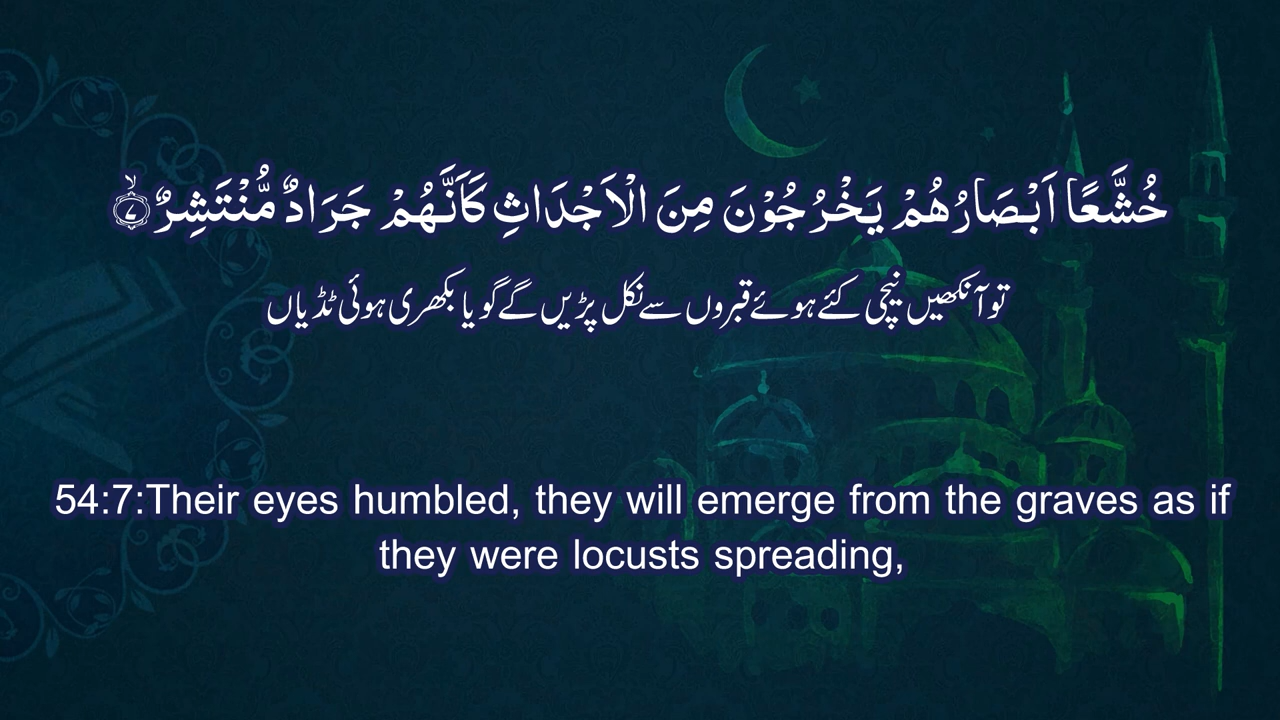 خُشَّعًا اَبْصَارُهُمْ يَخْرُجُوْنَ مِنَ الْاَجْدَاثِ كَاَنَّهُمْ جَرَادٌ مُّنْتَشِرٌ ۙ﴿۷﴾
تو آنکھیں نیچی کئے ہوئے قبروں سے نکل پڑیں گے گویا بکھری ہوئی ٹڈیاں
54:7:Their eyes humbled, they will emerge from the graves as if
they were locusts spreading,